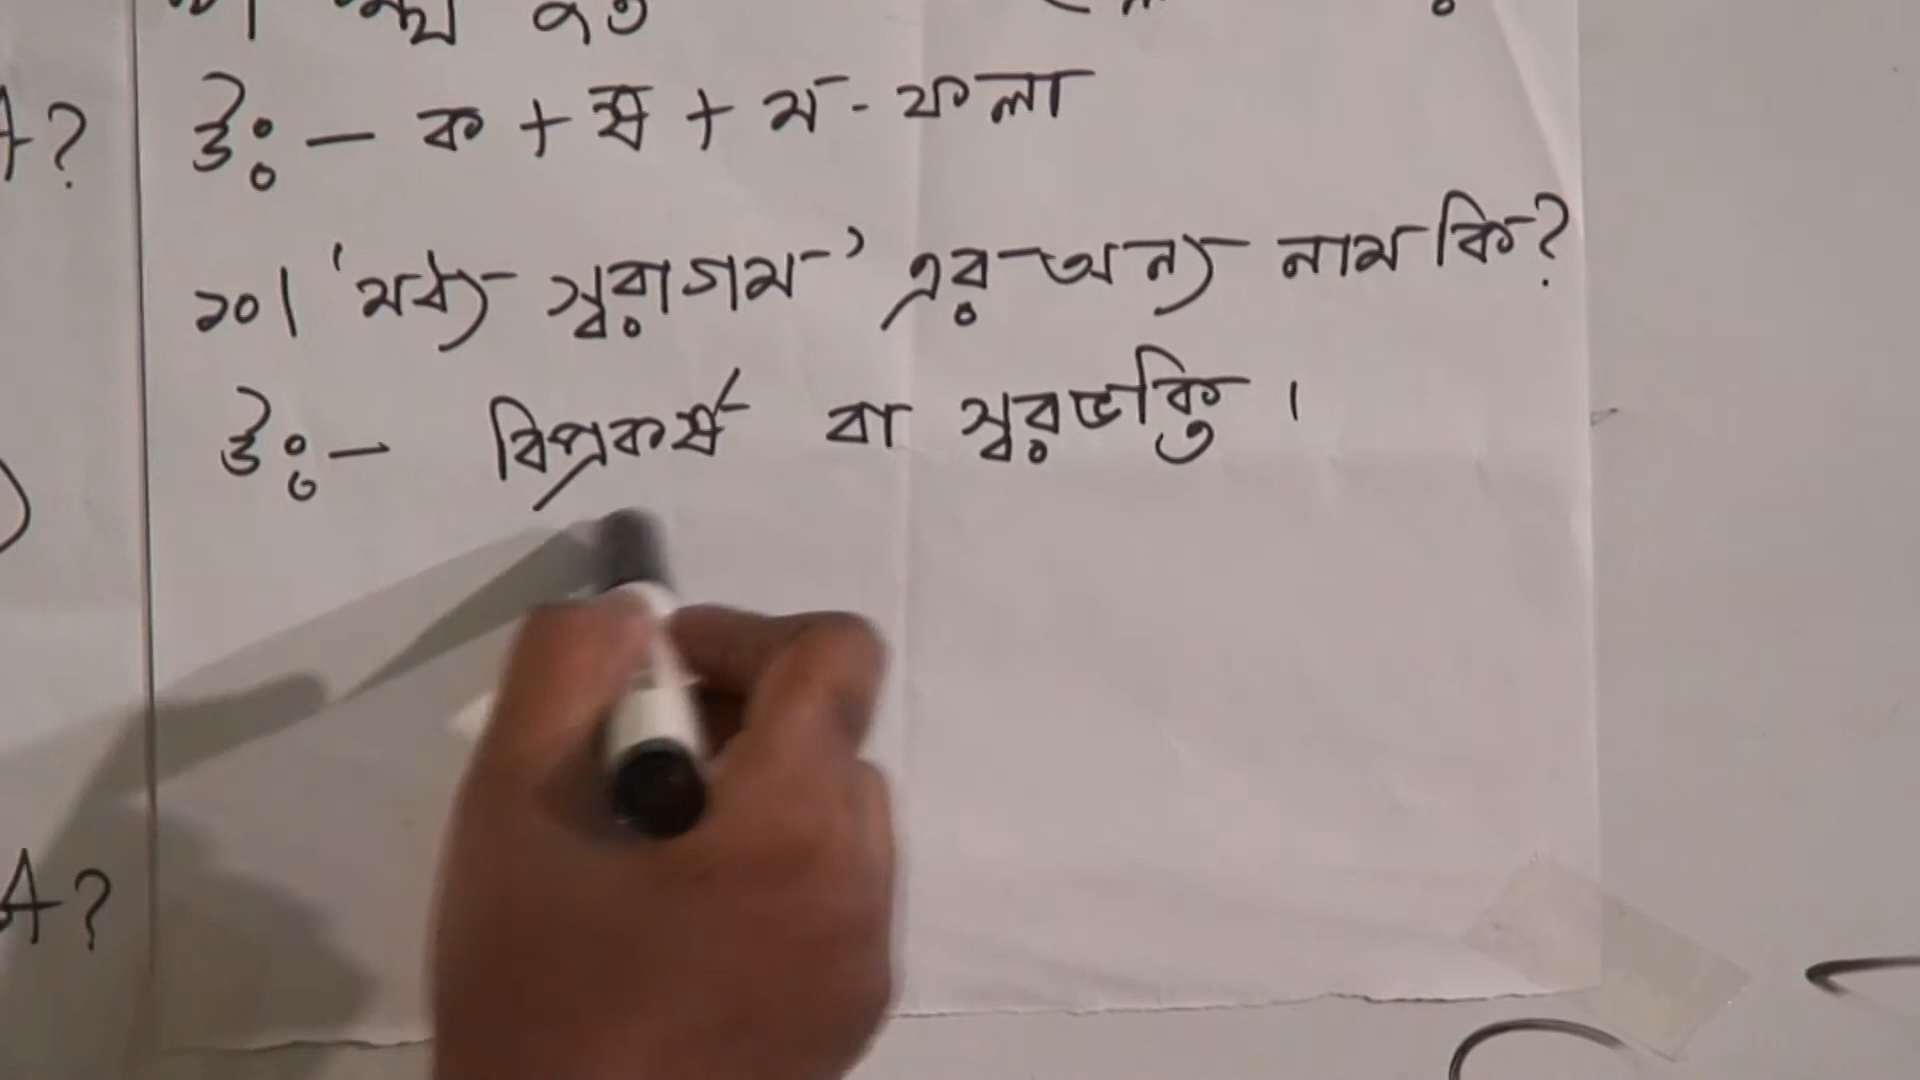 A?
উঃ — ক + ষ + ম - ফলা
১০। 'মধ্য স্বরাগম' এর অন্য নাম কি?
উঃ — বিপ্রকর্ষ বা স্বরভক্তি।
A?